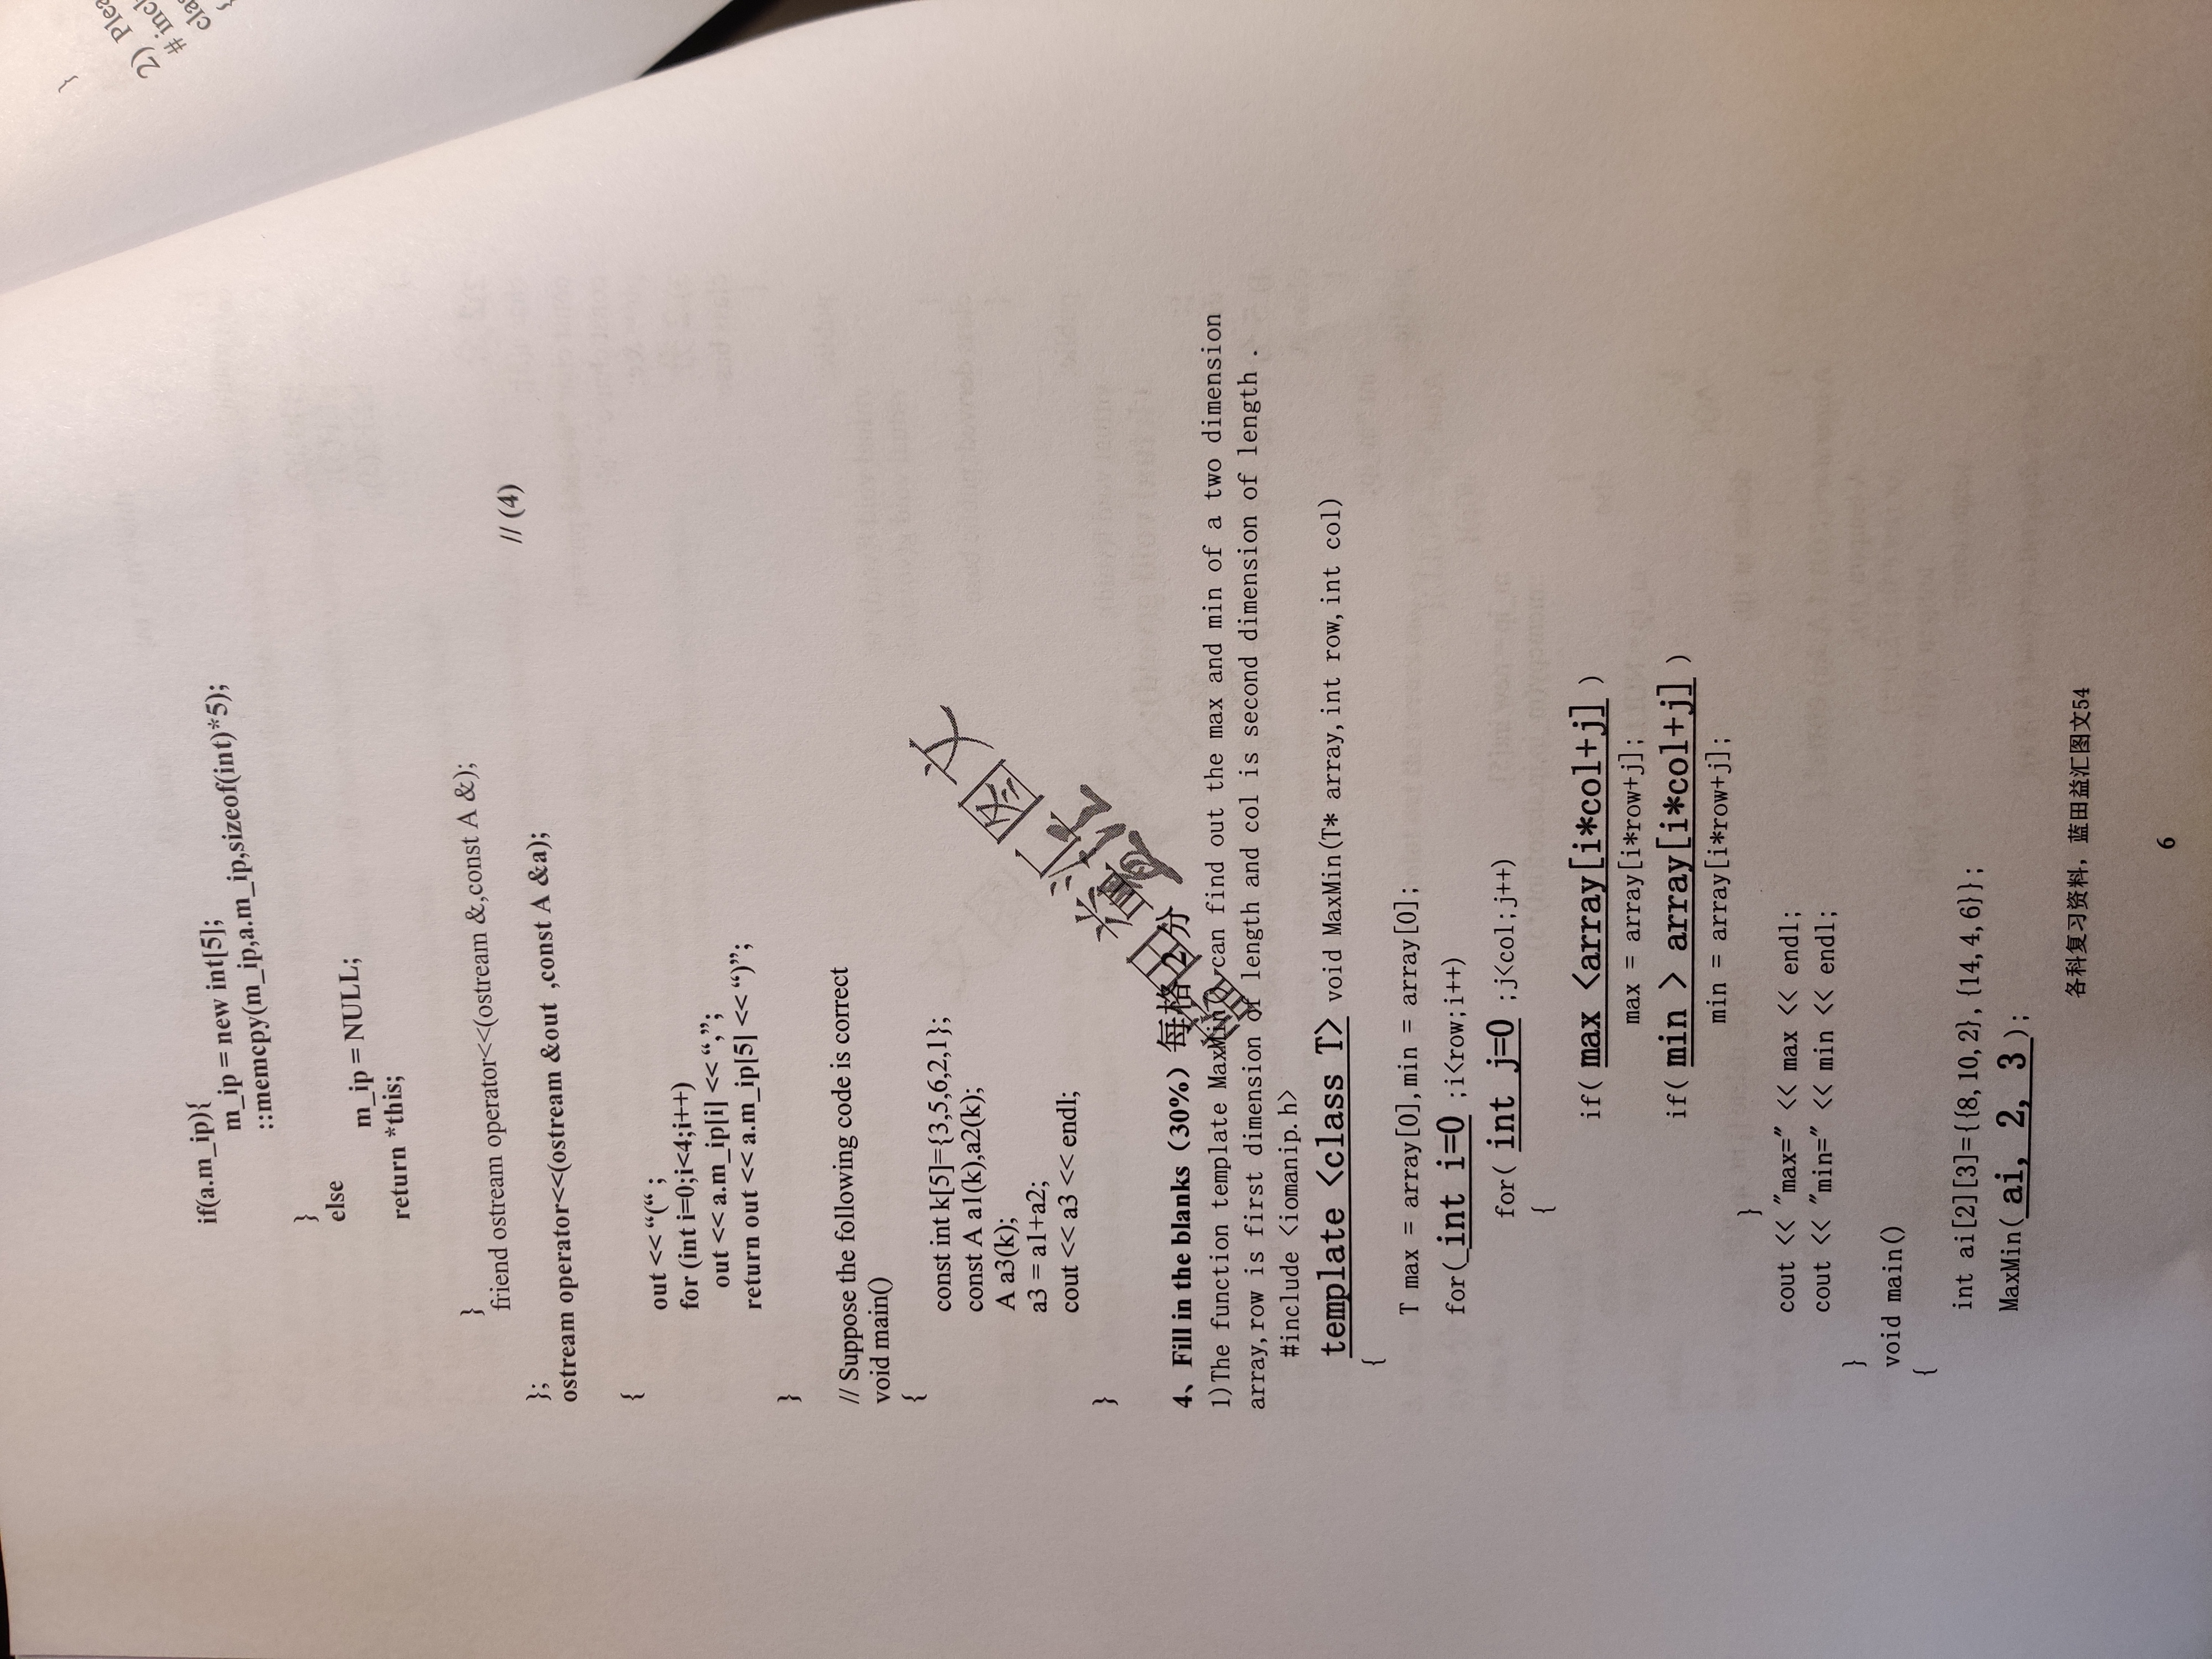 if(a.m_ip){
m_ip = new int[5];
::memcpy(m_ip,a.m_ip,sizeof(int)*5);
}
else
m_ip = NULL;
return *this;
}
friend ostream operator<<(ostream &,const A &); // (4)
};
ostream operator<<(ostream &out ,const A &a);
{
out << “(“ ;
for (int i=0;i<4;i++)
out << a.m_ip[i] << “,”;
return out << a.m_ip[5] << “)”;
}
// Suppose the following code is correct
void main()
{
const int k[5]={3,5,6,2,1};
const A a1(k),a2(k);
A a3(k);
a3 = a1+a2;
cout << a3 << endl;
}
4、Fill in the blanks（30%）每格 2 分
1)The function template MaxMin() can find out the max and min of a two dimension
array,row is first dimension of length and col is second dimension of length .
#include <iomanip.h>
template <class T> void MaxMin(T* array,int row,int col)
{
T max = array[0],min = array[0];
for( int i=0 ;i<row;i++)
for( int j=0 ;j<col;j++)
{
if( max <array[i*col+j] )
max = array[i*row+j];
if( min > array[i*col+j] )
min = array[i*row+j];
}
cout << "max=" << max << endl;
cout << "min=" << min << endl;
}
void main()
{
int ai[2][3]={{8,10,2},{14,4,6}};
MaxMin( ai, 2, 3 );
各科复习资料，蓝田益汇图文54
6
蓝田益汇图文
益汇
}
2) Plea
# incl
clas
{